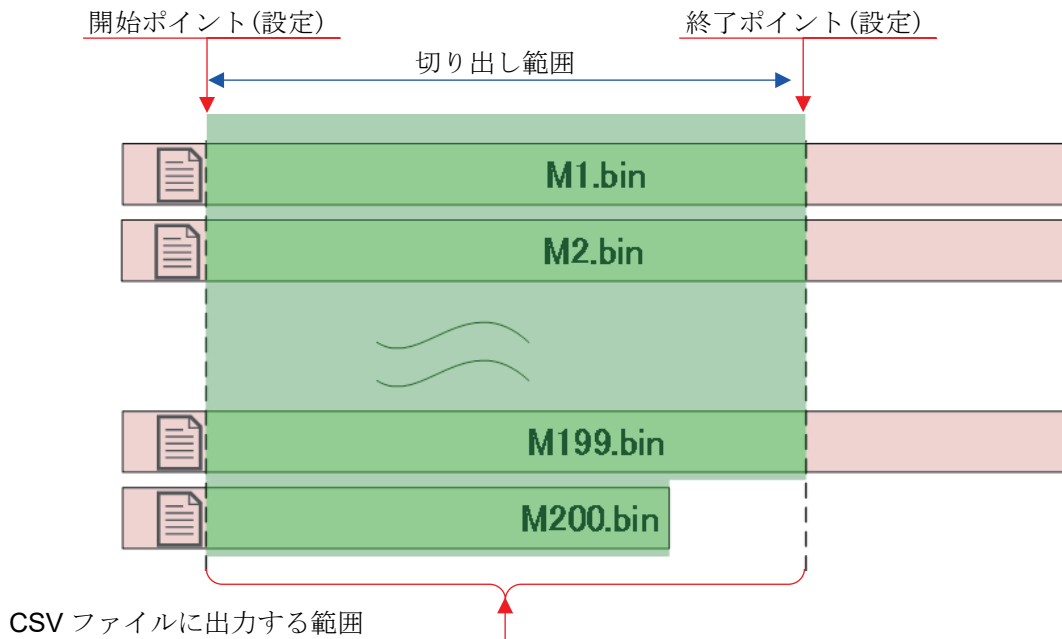 開始ポイント(設定)
終了ポイント(設定)
切り出し範囲
M1.bin
M2.bin
M199.bin
M200.bin
CSV ファイルに出力する範囲